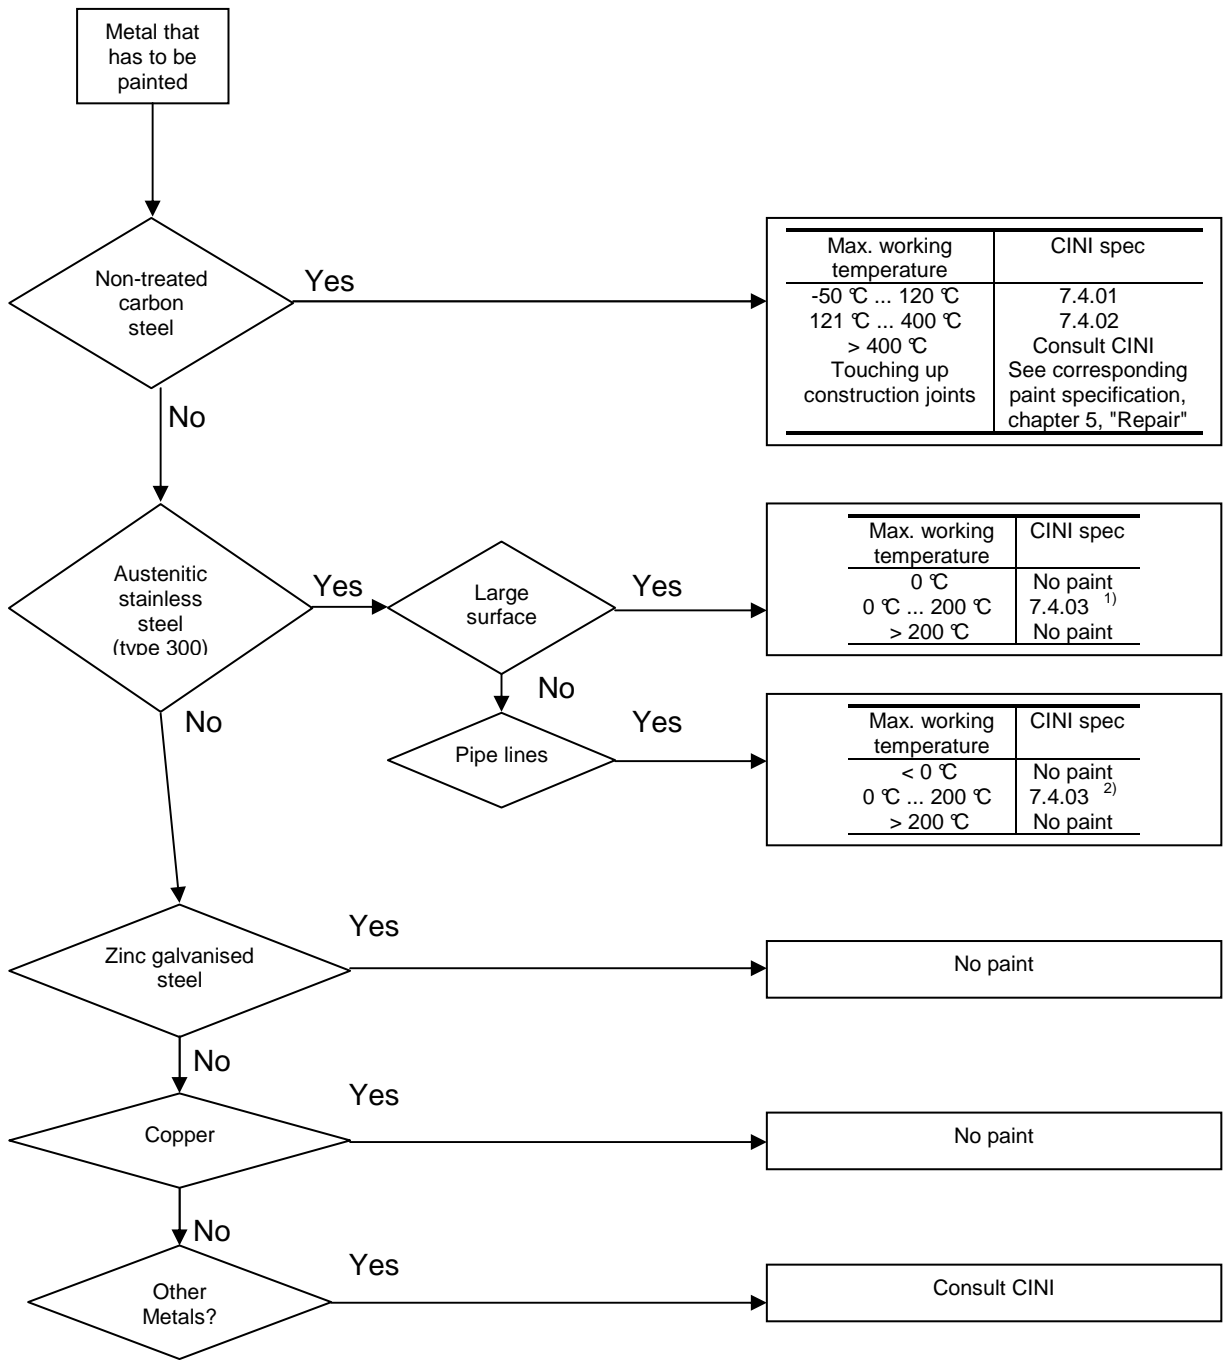 Metal that
has to be
painted
Non-treated
carbon
steel
Yes
Max. working
temperature
CINI spec
-50 °C ... 120 °C
7.4.01
121 °C ... 400 °C
7.4.02
> 400 °C
Consult CINI
Touching up
construction joints
See corresponding
paint specification,
chapter 5, "Repair"
No
Austenitic
stainless
steel
(type 300)
Yes
Large
surface
Yes
Max. working
temperature
CINI spec
0 °C
No paint
0 °C ... 200 °C
7.4.03 1)
> 200 °C
No paint
No
Pipe lines
Yes
Max. working
temperature
CINI spec
< 0 °C
No paint
0 °C ... 200 °C
7.4.03 2)
> 200 °C
No paint
No
Zinc galvanised
steel
Yes
No paint
No
Copper
Yes
No paint
No
Other
Metals?
Yes
Consult CINI